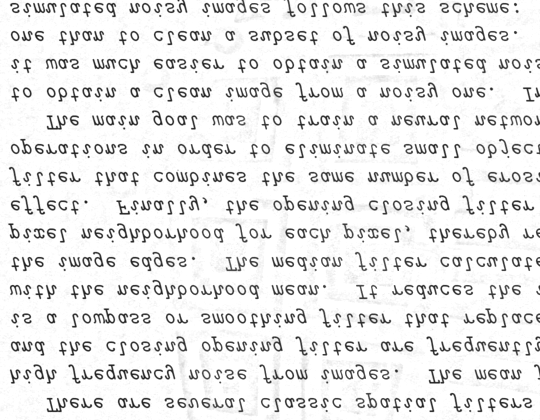 There are several classic spatial filters
high frequency noise from images. The mean f
and the closing opening filter are frequently
is a lowpass or smoothing filter that replace
with the neighborhood mean. It reduces the i
the image edges. The median filter calculate
pixel neighborhood for each pixel, thereby re
effect. Finally, the opening closing filter
filter that combines the same number of erosi
operations in order to eliminate small object
The main goal was to train a neural networ
to obtain a clean image from a noisy one. In
it was much easier to obtain a simulated nois
one than to clean a subset of noisy images.
simulated noisy images follows this scheme: